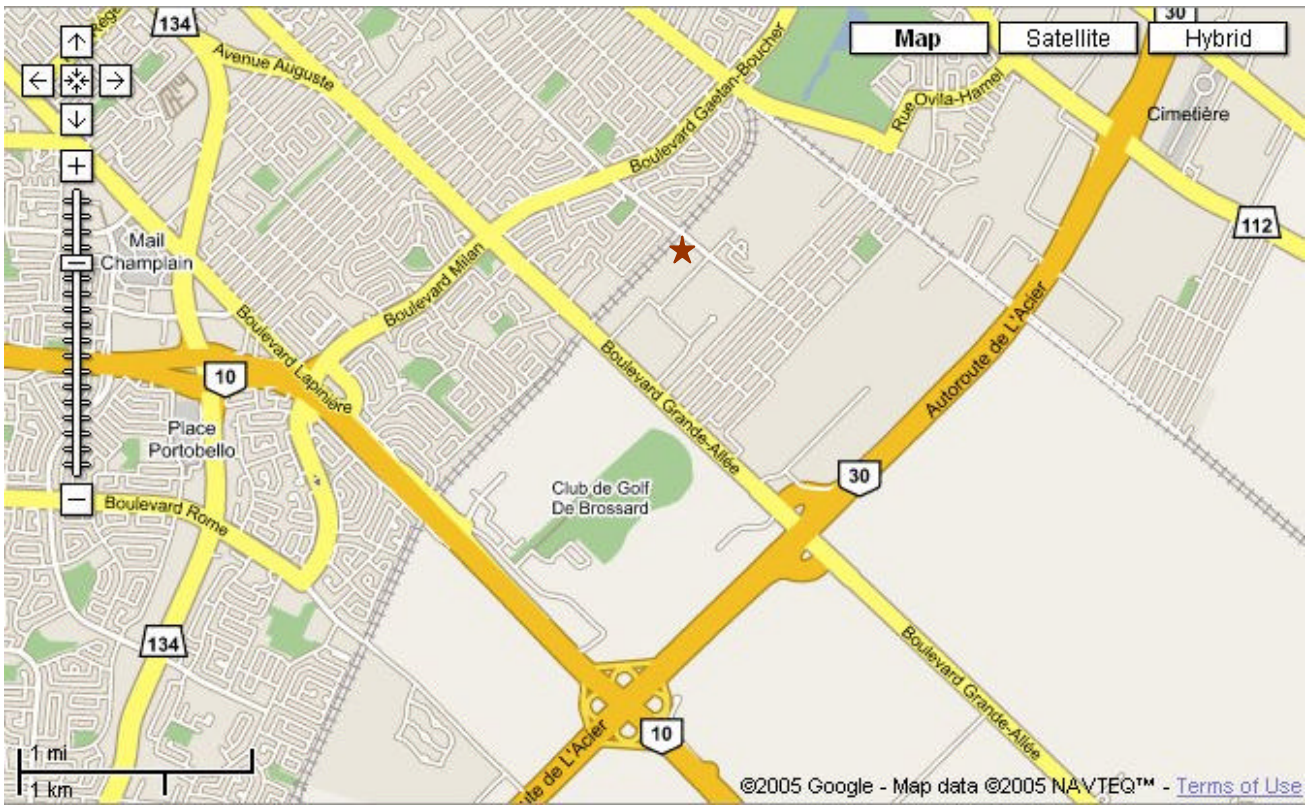 30
134
Map
Satellite
Hybrid
Avenue Auguste
Boulevard Gaetan-Boucher
Rue Ovila-Hamel
Cimetière
112
Mail
Champlain
Boulevard Milan
Boulevard Lapinière
10
Autoroute de L'Acier
Boulevard Grande-Allée
Place
Portobello
30
Boulevard Rome
Club de Golf
De Brossard
134
Boulevard Grande-Allée
10
ute de L'Acier
1 mi
1 km
©2005 Google - Map data ©2005 NAVTEQ™ - Terms of Use